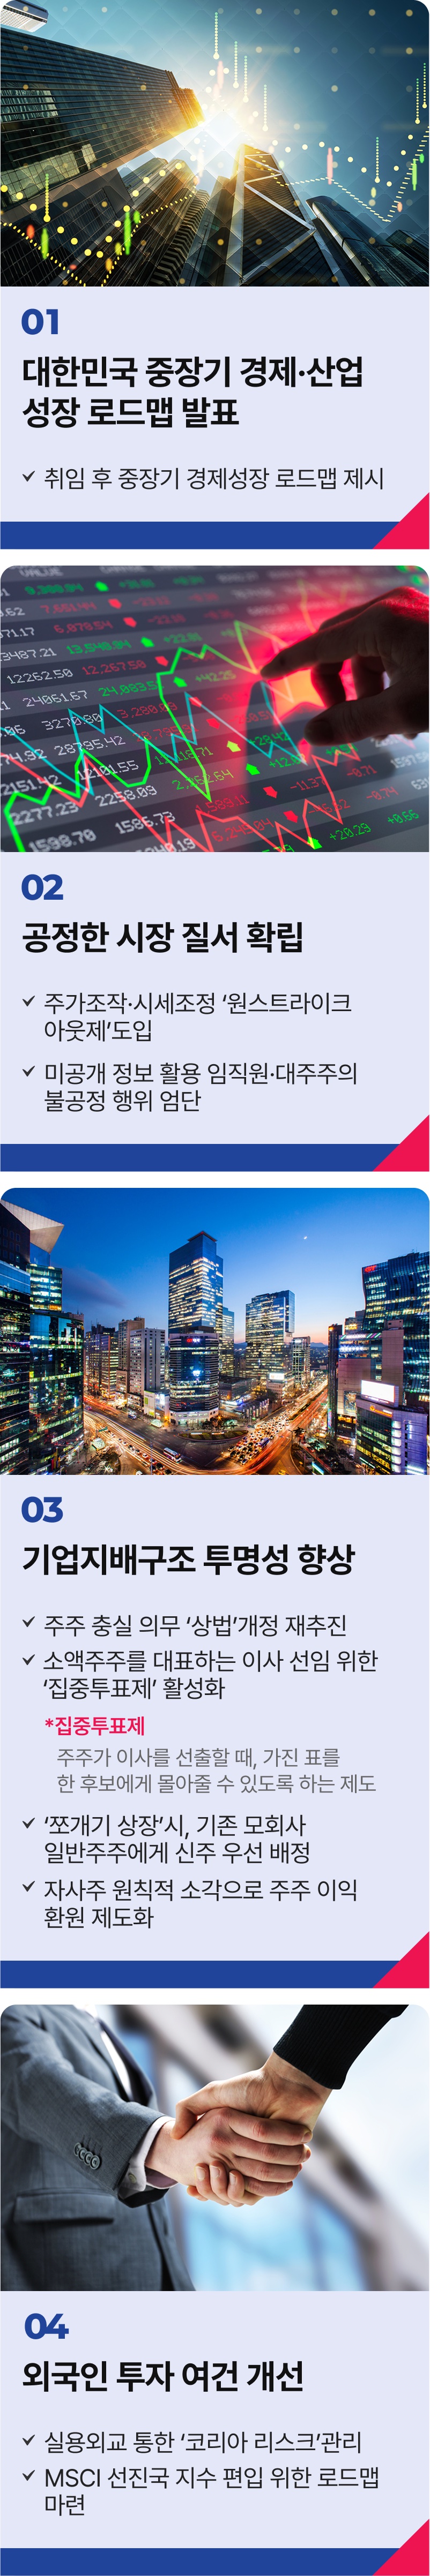 01
대한민국 중장기 경제·산업
성장 로드맵 발표
취임 후 중장기 경제성장 로드맵 제시
02
공정한 시장 질서 확립
주가조작·시세조정 ‘원스트라이크
아웃제’도입
미공개 정보 활용 임직원·대주주의
불공정 행위 엄단
03
기업지배구조 투명성 향상
주주 충실 의무 ‘상법’개정 재추진
소액주주를 대표하는 이사 선임 위한
‘집중투표제’ 활성화
*집중투표제
주주가 이사를 선출할 때, 가진 표를
한 후보에게 몰아줄 수 있도록 하는 제도
‘쪼개기 상장’시, 기존 모회사
일반주주에게 신주 우선 배정
자사주 원칙적 소각으로 주주 이익
환원 제도화
04
외국인 투자 여건 개선
실용외교 통한 ‘코리아 리스크’관리
MSCI 선진국 지수 편입 위한 로드맵
마련